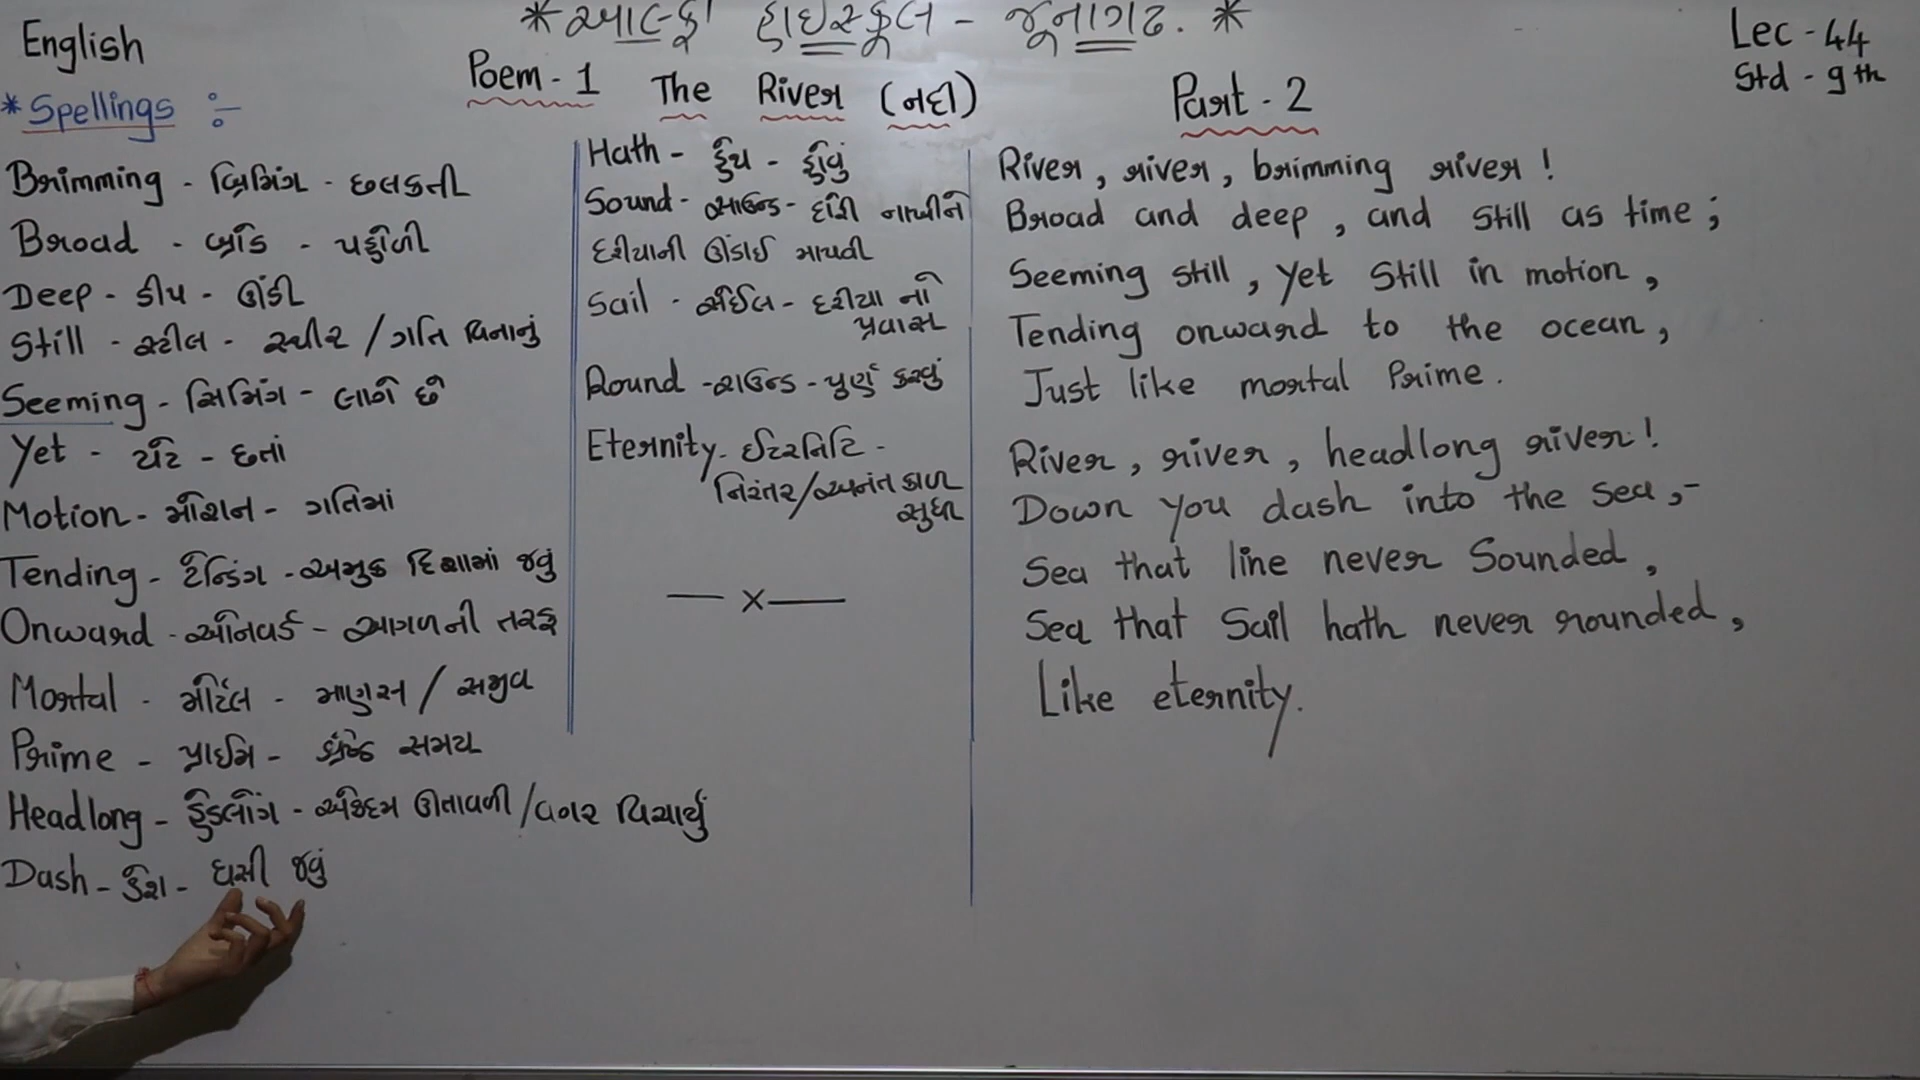 * આલ્ફા હાઇસ્કૂલ - જૂનાગઢ. *
English
Lec - 44
Std - 9th
Poem - 1 The River (નદી) Part - 2
* Spellings :-
Brimming - બ્રિમિંગ - છલકતી
Broad - બ્રોડ - પહોળી
Deep - ડીપ - ઊંડી
Still - સ્ટીલ - સ્થીર / ગતિ વિનાનું
Seeming - સિમિંગ - લાગે છે
Yet - યેટ - છતાં
Motion - મોશન - ગતિમાં
Tending - ટેન્ડિંગ - અમુક દિશામાં જવું
Onward - ઓનવર્ડ - આગળની તરફ
Mortal - મોર્ટલ - માણસ /
Prime - પ્રાઇમ - શ્રેષ્ઠ સમય
Headlong - હેડલોંગ - એકદમ ઊતાવળી / વગર વિચાર્યું
Dash - ડેશ - ધસી જવું
Hath - હેથ - હોવું
Sound - સાઉન્ડ - દોરી નાખીને
દરીયાની ઊંડાઈ માપવી
Sail - સેઈલ - દરીયા નો
પ્રવાસ
Round - રાઉન્ડ - પુર્ણ કરવું
Eternity - ઈટરનિટિ -
નિરંતર / અનંત કાળ
સુધી
— x —
River, river, brimming river !
Broad and deep, and still as time ;
Seeming still, yet still in motion,
Tending onward to the ocean,
Just like mortal Prime.
River, river, headlong river !
Down you dash into the sea,-
Sea that line never Sounded,
Sea that Sail hath never rounded,
Like eternity.